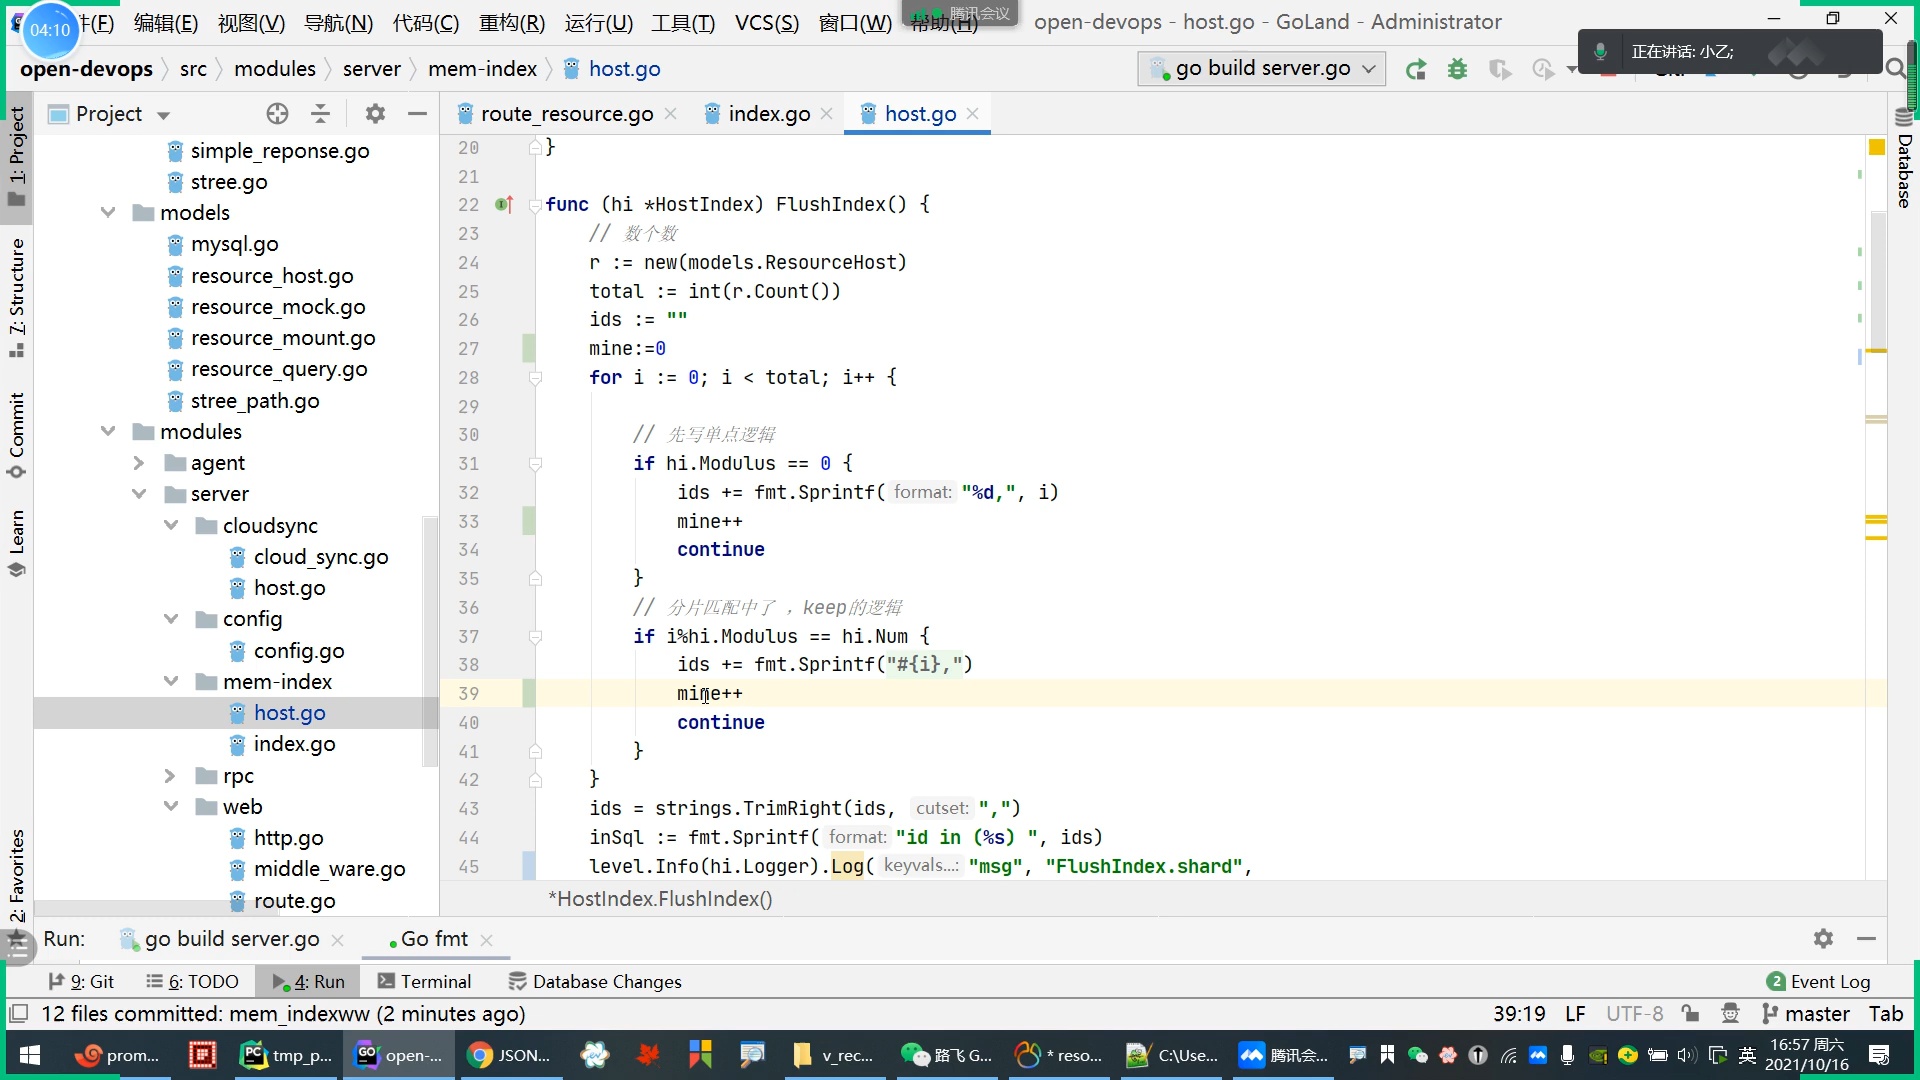 04:10
件(F) 编辑(E) 视图(V) 导航(N) 代码(C) 重构(R) 运行(U) 工具(T) VCS(S) 窗口(W) 帮助(H) open-devops - host.go - GoLand - Administrator
腾讯会议
正在讲话: 小乙;
open-devops src modules server mem-index host.go go build server.go
Project
route_resource.go index.go host.go
1: Project
7: Structure
Commit
Learn
2: Favorites
Database
simple_reponse.go
stree.go
models
mysql.go
resource_host.go
resource_mock.go
resource_mount.go
resource_query.go
stree_path.go
modules
agent
server
cloudsync
cloud_sync.go
host.go
config
config.go
mem-index
host.go
index.go
rpc
web
http.go
middle_ware.go
route.go
20 }
21
22 func (hi *HostIndex) FlushIndex() {
23 // 数个数
24 r := new(models.ResourceHost)
25 total := int(r.Count())
26 ids := ""
27 mine:=0
28 for i := 0; i < total; i++ {
29
30 // 先写单点逻辑
31 if hi.Modulus == 0 {
32 ids += fmt.Sprintf( format: "%d,", i)
33 mine++
34 continue
35 }
36 // 分片匹配中了 ，keep的逻辑
37 if i%hi.Modulus == hi.Num {
38 ids += fmt.Sprintf("#{i},")
39 mine++
40 continue
41 }
42 }
43 ids = strings.TrimRight(ids, cutset: ",")
44 inSql := fmt.Sprintf( format: "id in (%s) ", ids)
45 level.Info(hi.Logger).Log( keyvals...: "msg", "FlushIndex.shard",
*HostIndex.FlushIndex()
Run: go build server.go Go fmt
9: Git 6: TODO 4: Run Terminal Database Changes 2 Event Log
12 files committed: mem_indexww (2 minutes ago) 39:19 LF UTF-8 master Tab
prom... tmp_p... open-... JSON... v_rec... 路飞 G... * reso... C:\Use... 腾讯会... 英 16:57 周六
2021/10/16